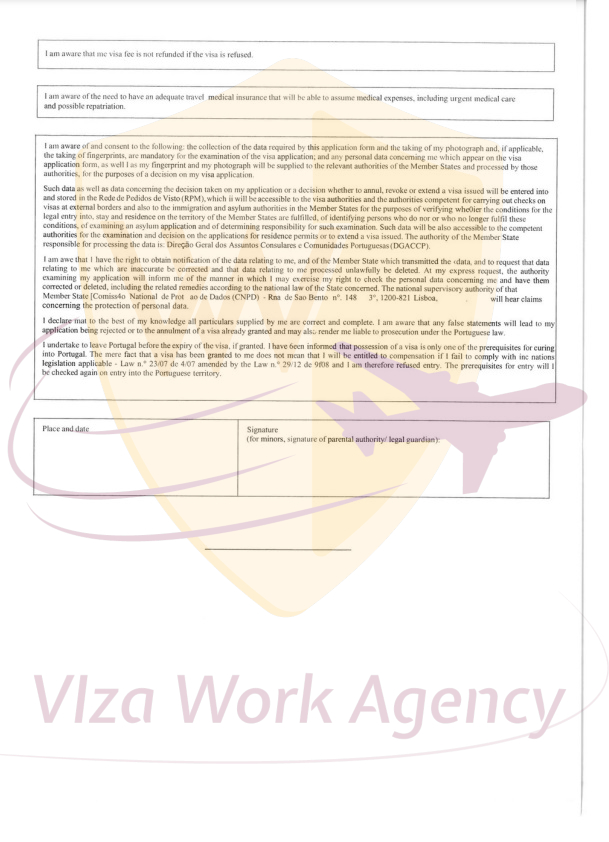 I am aware that me visa fee is not refunded if the visa is refused.
I am aware of the need to have an adequate travel medical insurance that will be able to assume medical expenses, including urgent medical care
and possible repatriation.
I am aware of and consent to the following: the collection of the data required by this application form and the taking of my photograph and, if applicable,
the taking of fingerprints, are mandatory for the examination of the visa application; and any personal data concerning me which appear on the visa
application form, as well I as my fingerprint and my photograph will be supplied to the relevant authorities of the Member States and processed by those
authorities, for the purposes of a decision on my visa application.
Such data as well as data concerning the decision taken on my application or a decision whether to annul, revoke or extend a visa issued will be entered into
and stored in the Rede de Pedidos de Visto (RPM), which ii will be accessible to the visa authorities and the authorities competent for carrying out checks on
visas at external borders and also to the immigration and asylum authorities in the Member States for the purposes of verifying whe0ier the conditions for the
legal entry into, stay and residence on the territory of the Member States are fulfilled, of identifying persons who do nor or who no longer fulfil these
conditions, of examining an asylum application and of determining responsibility for such examination. Such data will also be accessible to the competent
authorities for the examination and decision on the applications for residence permits or to extend a visa issued. The authority of the Member State
responsible for processing the data is: Direção Geral dos Assuntos Consulares e Comunidades Portuguesas (DGACCP).
I am awe that I have the right to obtain notification of the data relating to me, and of the Member State which transmitted the data, and to request that data
relating to me which are inaccurate be corrected and that data relating to me processed unlawfully be deleted. At my express request, the authority
examining my application will inform me of the manner in which I may exercise my right to check the personal data concerning me and have them
corrected or deleted, including the related remedies according to the national law of the State concerned. The national supervisory authority of that
Member State [Comiss4o National de Prot ao de Dados (CNPD) - Rna de Sao Bento n°. 148 3°, 1200-821 Lisboa, will hear claims
concerning the protection of personal data.
I declare mat to the best of my knowledge all particulars supplied by me are correct and complete. I am aware that any false statements will lead to my
application being rejected or to the annulment of a visa already granted and may also render me liable to prosecution under the Portuguese law.
I undertake to leave Portugal before the expiry of the visa, if granted. I have 6een informed that possession of a visa is only one of the prerequisites for curing
into Portugal. The mere fact that a visa has been granted to me does not mean that I will be entitled to compensation if I fail to comply with inc nations
legislation applicable - Law n.° 23/07 de 4/07 amended by the Law n.° 29/12 de 9f08 and I am therefore refused entry. The prerequisites for entry will I
be checked again on entry into the Portuguese territory.
Place and date
Signature
(for minors, signature of parental authority/ legal guardian):
VIza Work Agency